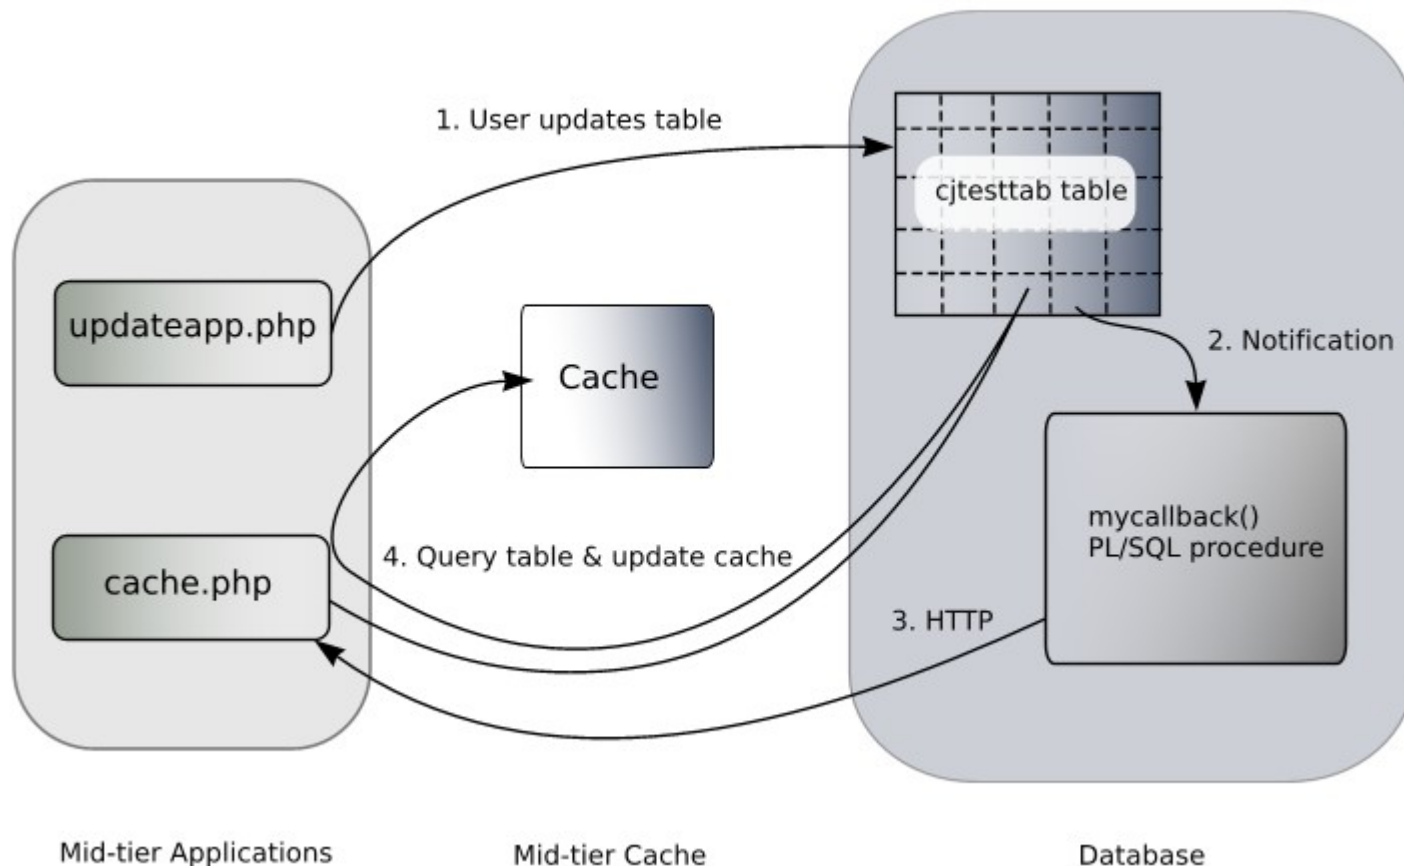 1. User updates table
cjtesttab table
updateapp.php
2. Notification
Cache
mycallback()
PL/SQL procedure
4. Query table & update cache
cache.php
3. HTTP
Mid-tier Applications
Mid-tier Cache
Database